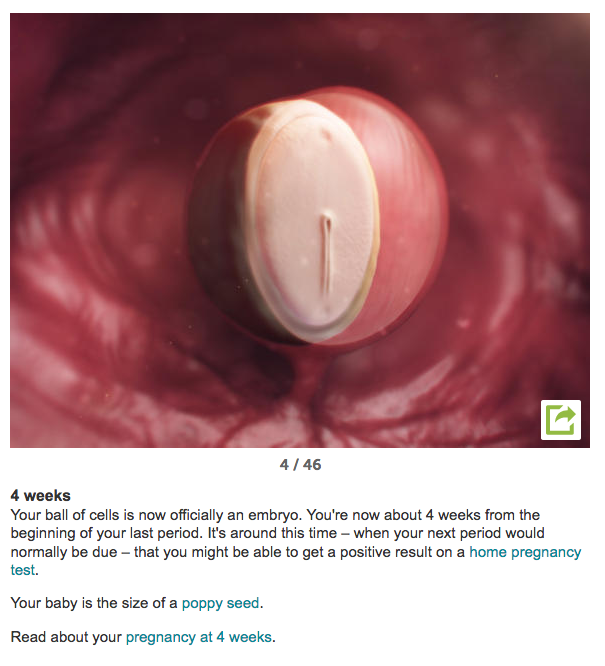 4 / 46
4 weeks
Your ball of cells is now officially an embryo. You're now about 4 weeks from the
beginning of your last period. It's around this time – when your next period would
normally be due – that you might be able to get a positive result on a home pregnancy
test.
Your baby is the size of a poppy seed.
Read about your pregnancy at 4 weeks.